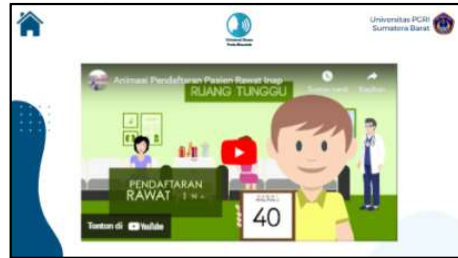 Universitas PGRI
Sumatera Barat
Animasi Pendaftaran Pasien Rawat Inap
RUANG TUNGGU
PENDAFTARAN
RAWAT
40
Tonton di YouTube